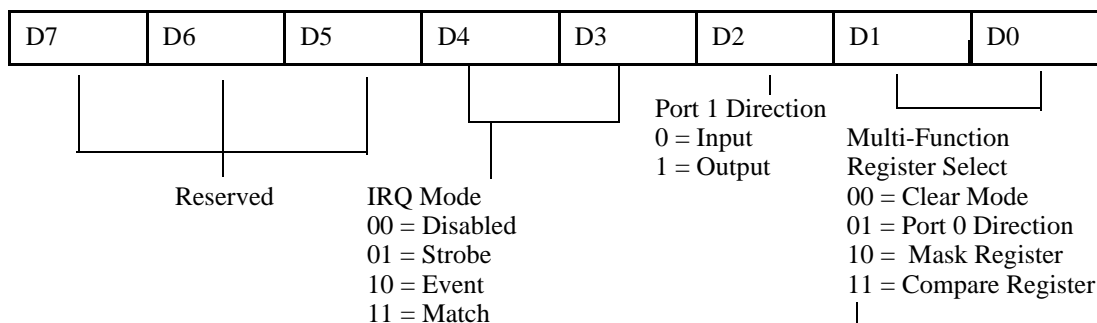 D7 D6 D5 D4 D3 D2 D1 D0
Reserved
IRQ Mode
00 = Disabled
01 = Strobe
10 = Event
11 = Match
Port 1 Direction
0 = Input
1 = Output
Multi-Function
Register Select
00 = Clear Mode
01 = Port 0 Direction
10 = Mask Register
11 = Compare Register